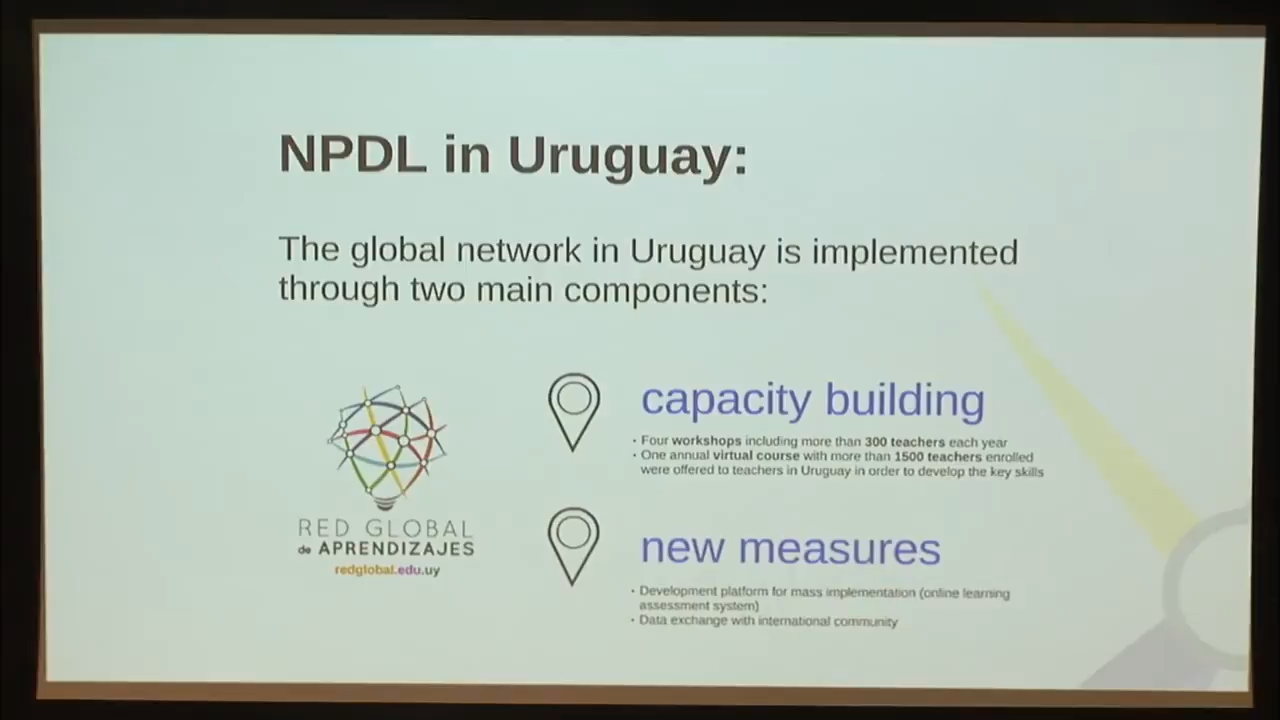 NPDL in Uruguay:
The global network in Uruguay is implemented
through two main components:
capacity building
• Four workshops including more than 300 teachers each year
• One annual virtual course with more than 1500 teachers enrolled
were offered to teachers in Uruguay in order to develop the key skills
RED GLOBAL
de APRENDIZAJES
redglobal.edu.uy
new measures
• Development platform for mass implementation (online learning
assessment system)
• Data exchange with international community